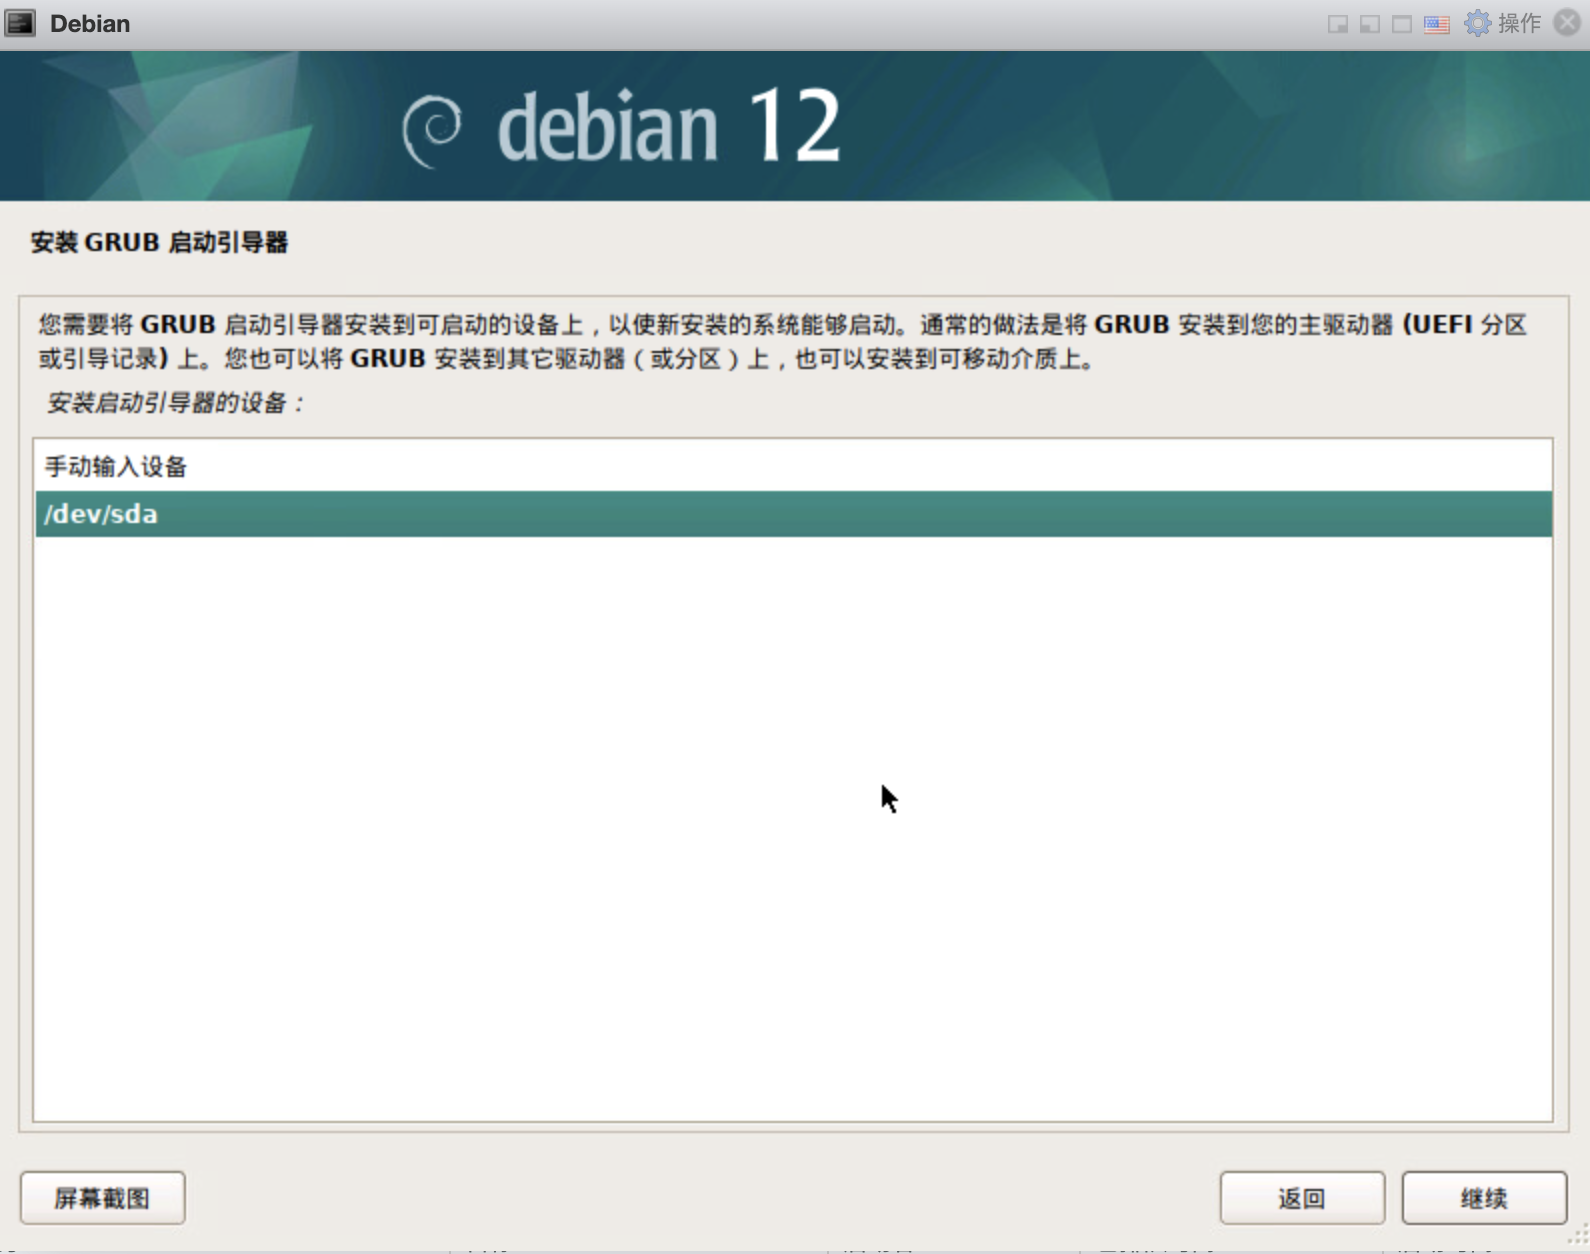 Debian
操作
debian 12
安装 GRUB 启动引导器
您需要将 GRUB 启动引导器安装到可启动的设备上，以使新安装的系统能够启动。通常的做法是将 GRUB 安装到您的主驱动器 (UEFI 分区
或引导记录) 上。您也可以将 GRUB 安装到其它驱动器（或分区）上，也可以安装到可移动介质上。
安装启动引导器的设备：
手动输入设备
/dev/sda
屏幕截图
返回
继续